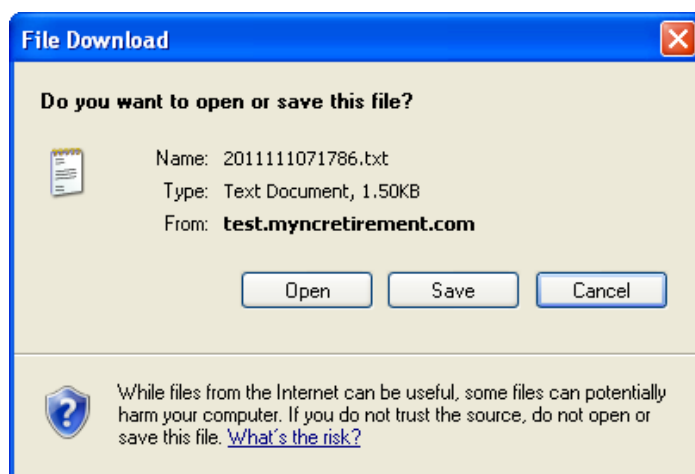 File Download
Do you want to open or save this file?
Name: 2011111071786.txt
Type: Text Document, 1.50KB
From: test.myncretirement.com
Open Save Cancel
While files from the Internet can be useful, some files can potentially
harm your computer. If you do not trust the source, do not open or
save this file. What's the risk?